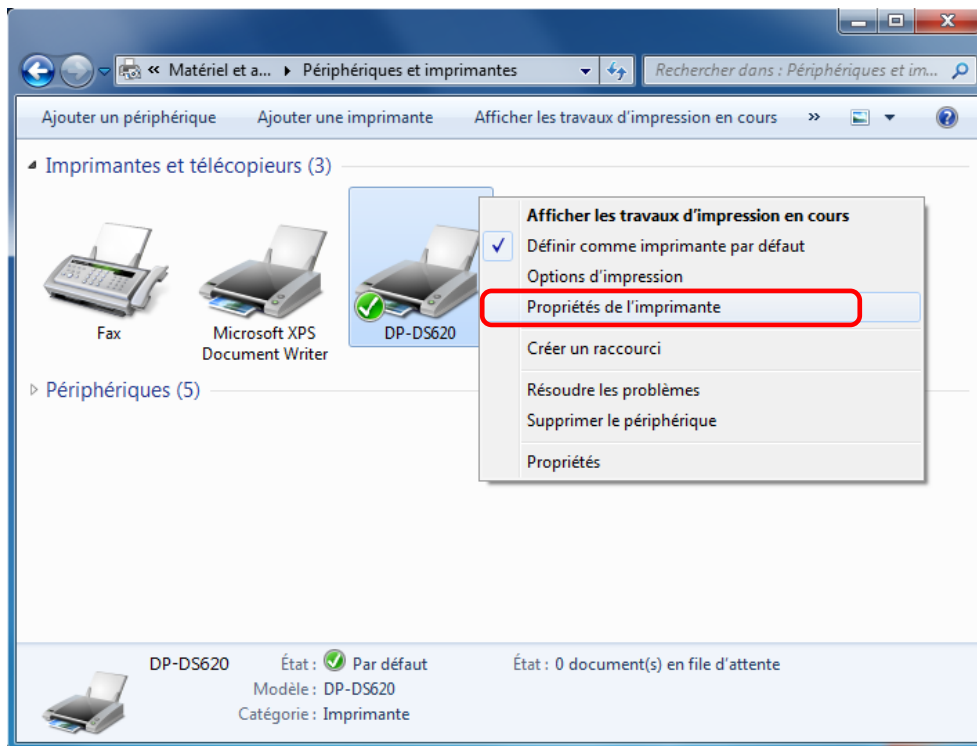 « Matériel et a... ▸ Périphériques et imprimantes
Rechercher dans : Périphériques et im...
Ajouter un périphérique
Ajouter une imprimante
Afficher les travaux d'impression en cours
»
Imprimantes et télécopieurs (3)
Fax
Microsoft XPS
Document Writer
DP-DS620
Afficher les travaux d'impression en cours
Définir comme imprimante par défaut
Options d'impression
Propriétés de l'imprimante
Créer un raccourci
Résoudre les problèmes
Supprimer le périphérique
Propriétés
Périphériques (5)
DP-DS620
État : Par défaut
État : 0 document(s) en file d'attente
Modèle : DP-DS620
Catégorie : Imprimante